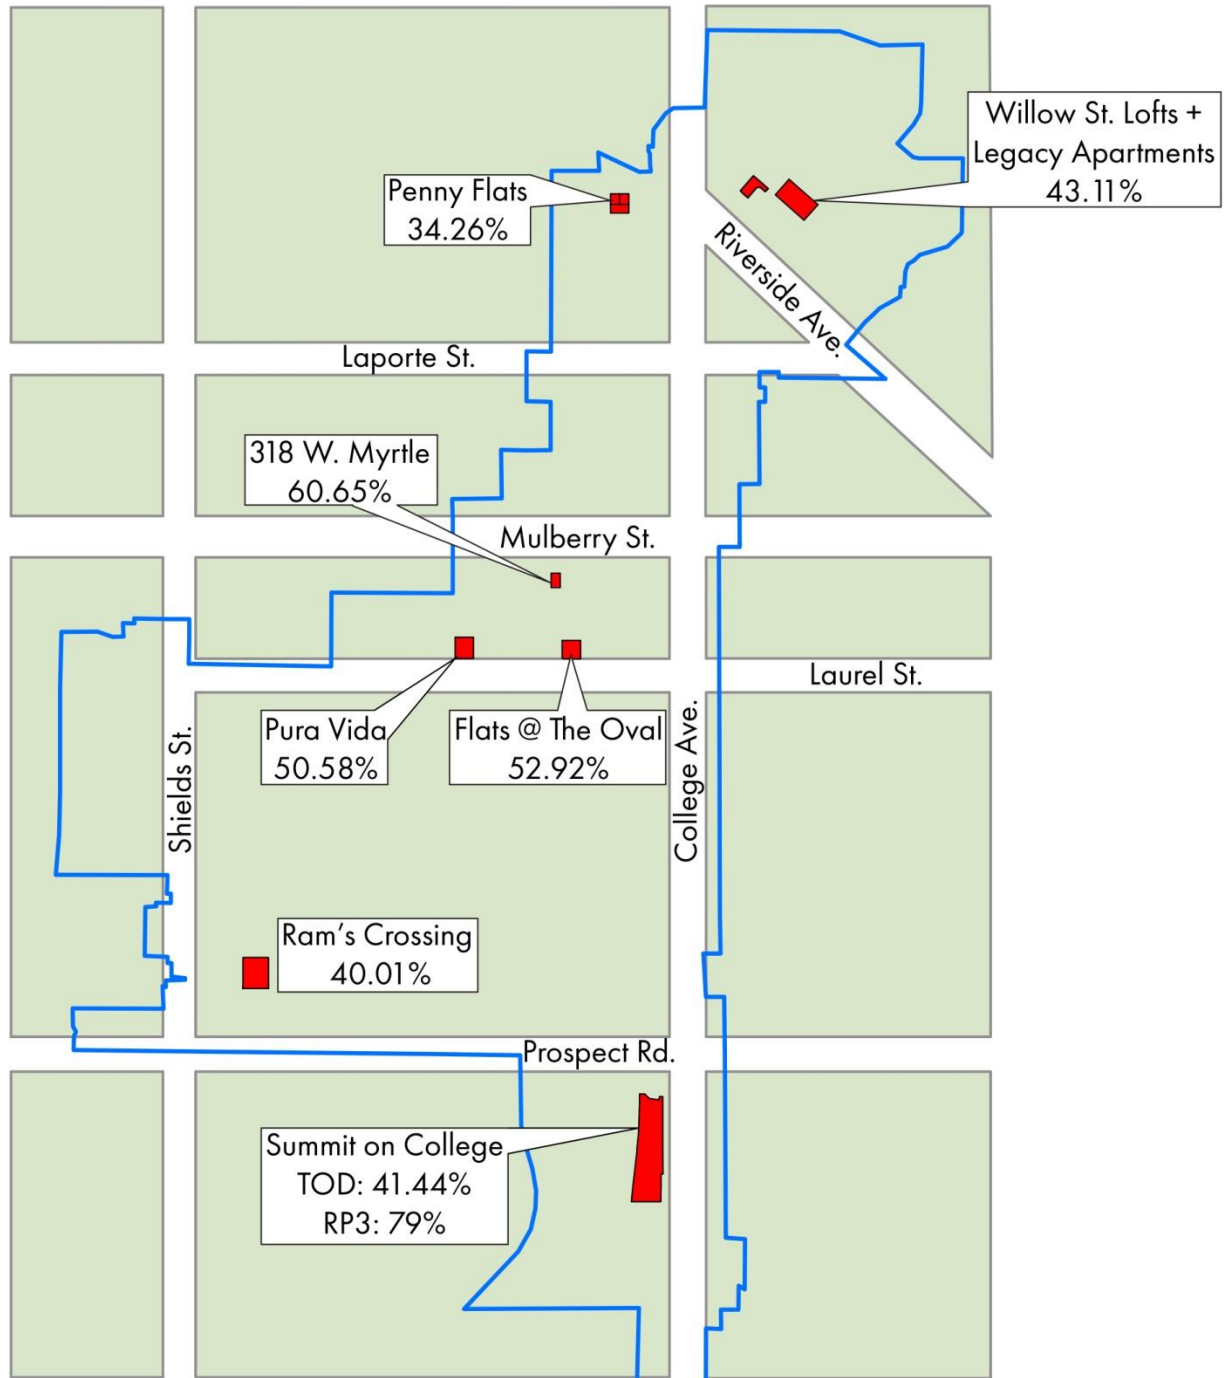 Willow St. Lofts +
Legacy Apartments
43.11%
Penny Flats
34.26%
Riverside Ave.
Laporte St.
318 W. Myrtle
60.65%
Mulberry St.
Laurel St.
Pura Vida
50.58%
Flats @ The Oval
52.92%
Shields St.
College Ave.
Ram's Crossing
40.01%
Prospect Rd.
Summit on College
TOD: 41.44%
RP3: 79%